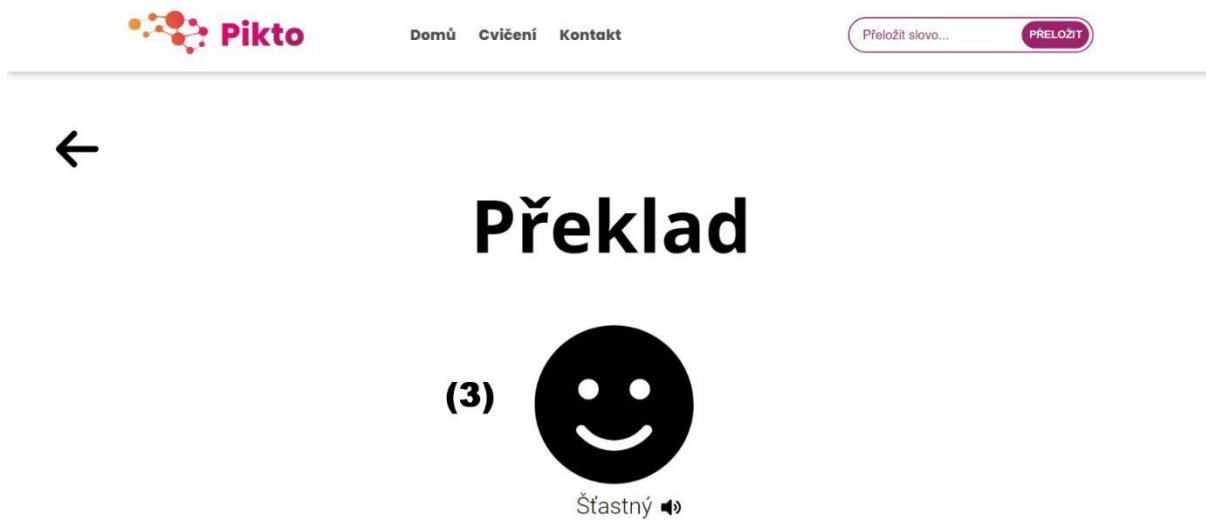 Pikto
Domů Cvičení Kontakt
Přeložit slovo... PŘELOŽIT
Překlad
(3)
Šťastný